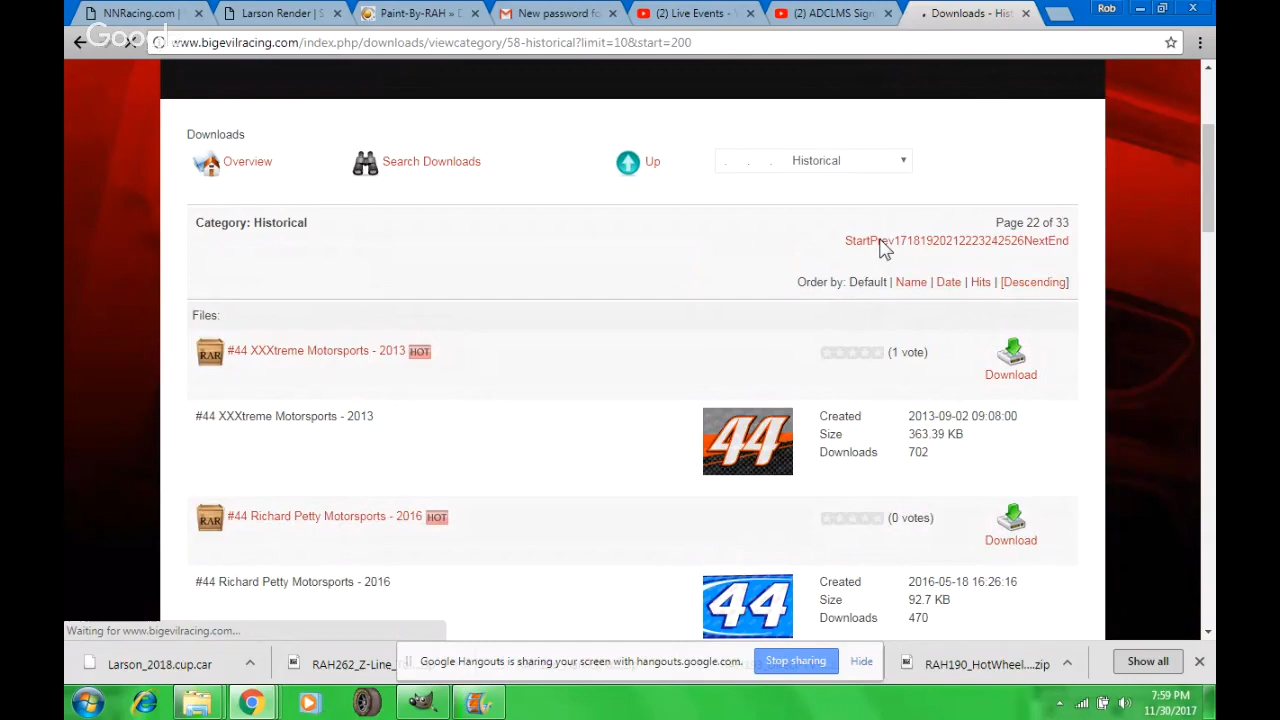 NNRacing.com |
Larson Render | S
Paint-By-RAH » E
New password fo
(2) Live Events - 
(2) ADCLMS Sign
Downloads - Hist
Rob
Goo
www.bigevilracing.com/index.php/downloads/viewcategory/58-historical?limit=10&start=200
Downloads
Overview
Search Downloads
Up
. . . Historical
Category: Historical
Page 22 of 33
StartPrev17181920212223242526NextEnd
Order by: Default | Name | Date | Hits | [Descending]
Files:
RAR
#44 XXXtreme Motorsports - 2013 HOT
(1 vote)
Download
#44 XXXtreme Motorsports - 2013
44
Created 2013-09-02 09:08:00
Size 363.39 KB
Downloads 702
RAR
#44 Richard Petty Motorsports - 2016 HOT
(0 votes)
Download
#44 Richard Petty Motorsports - 2016
44
Created 2016-05-18 16:26:16
Size 92.7 KB
Downloads 470
Waiting for www.bigevilracing.com...
Larson_2018.cup.car
RAH262_Z-Line_T
Google Hangouts is sharing your screen with hangouts.google.com.
Stop sharing
Hide
RAH190_HotWheel....zip
Show all
7:59 PM
11/30/2017